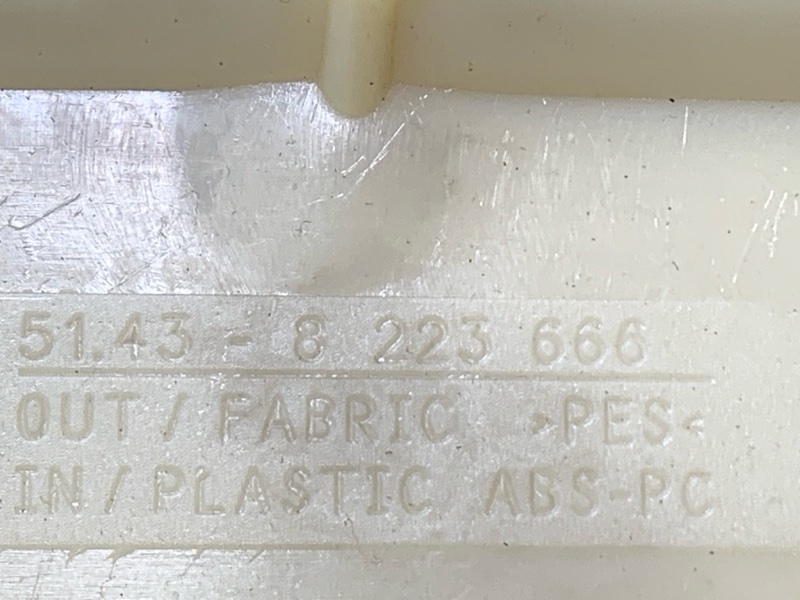 51.43 - 8 223 666
OUT / FABRIC >PES<
IN / PLASTIC ABS-PC